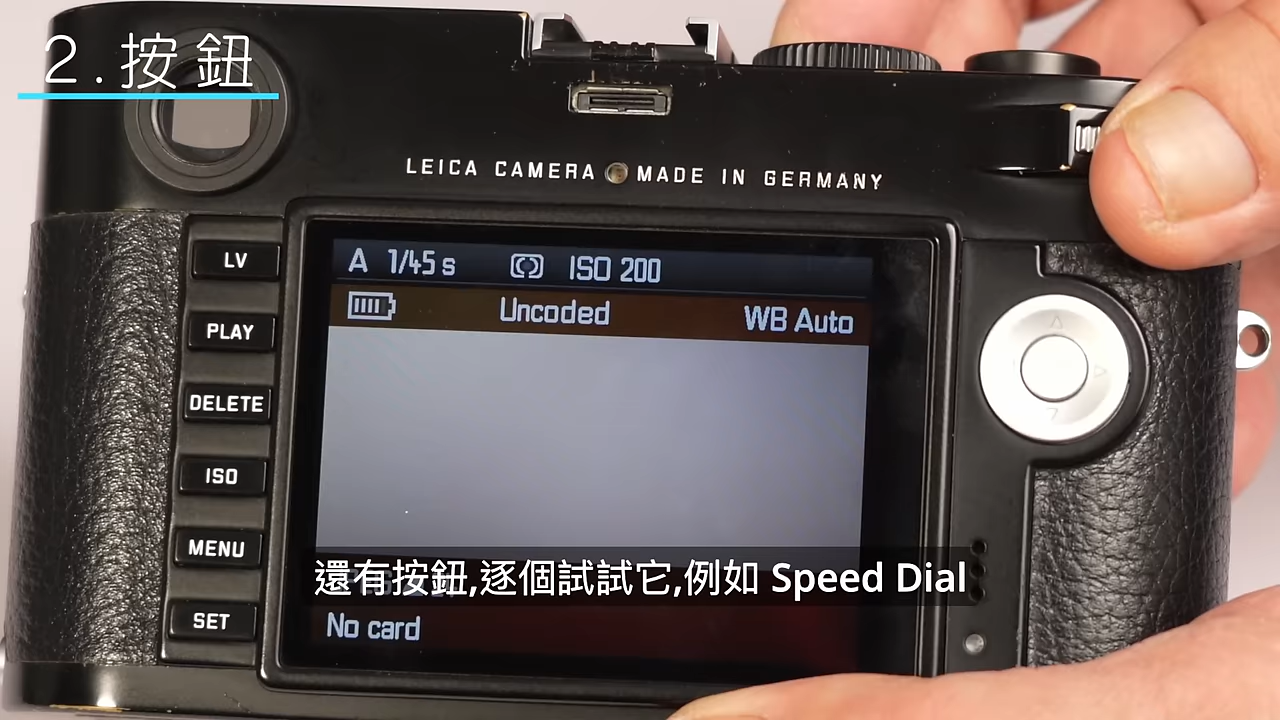 2.按鈕
LEICA CAMERA MADE IN GERMANY
LV
PLAY
DELETE
ISO
MENU
SET
A 1/45 s ISO 200
Uncoded WB Auto
還有按鈕,逐個試試它,例如 Speed Dial
No card